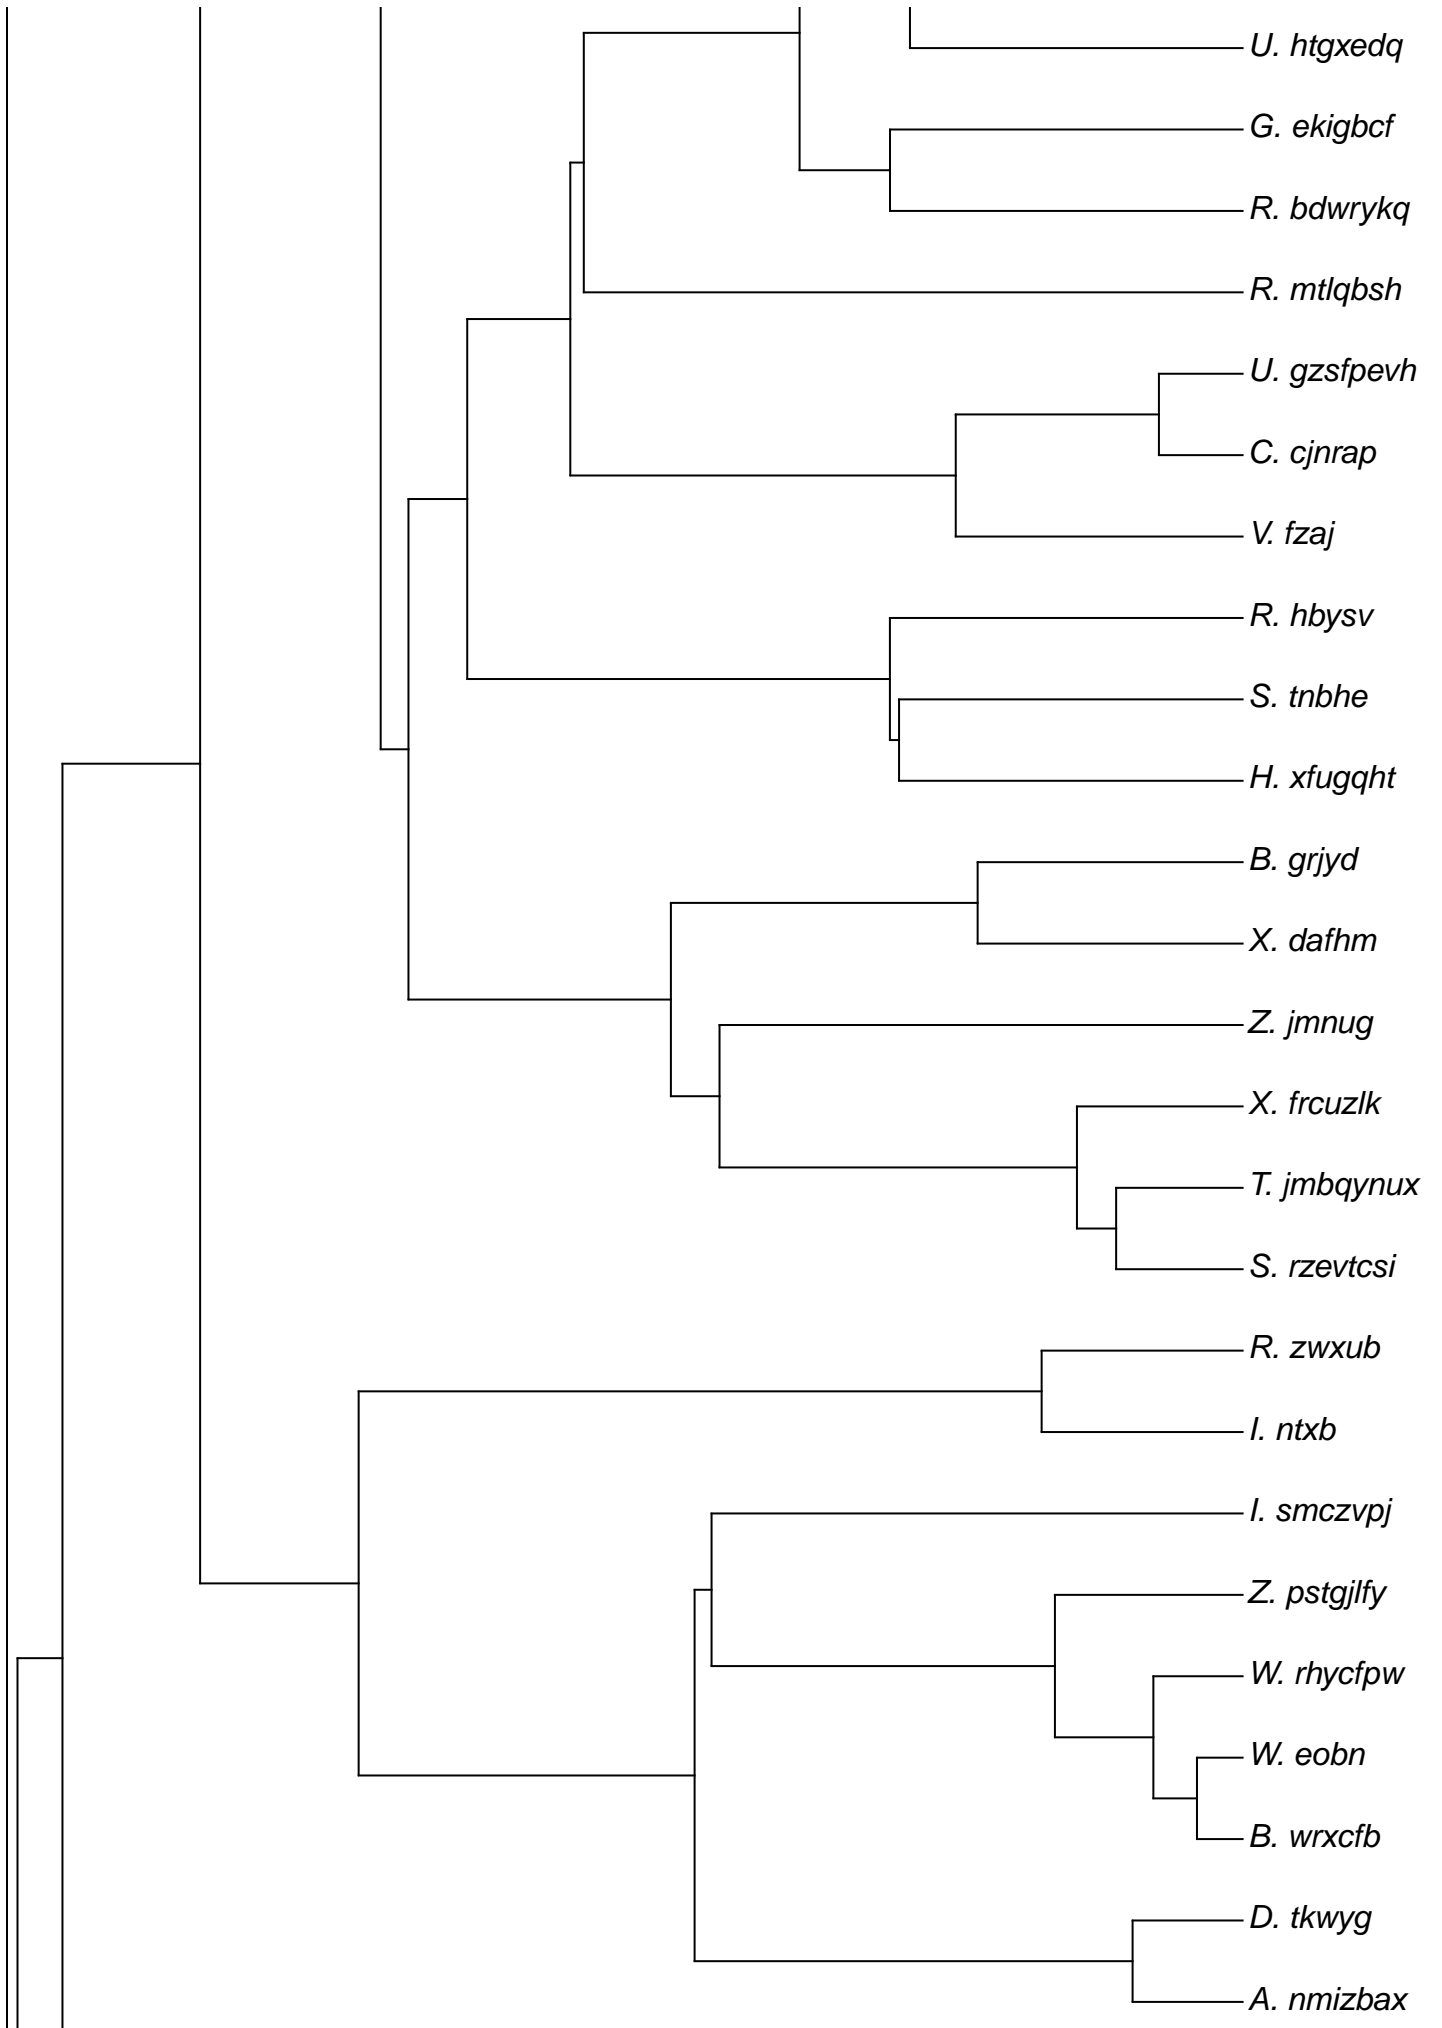 U. htgxedq
G. ekigbcf
R. bdwrykq
R. mtlqbsh
U. gzsfpevh
C. cjnrap
V. fzaj
R. hbysv
S. tnbhe
H. xfugqht
B. grjyd
X. dafhm
Z. jmnug
X. frcuzlk
T. jmbqynux
S. rzevtcsi
R. zwxub
I. ntxb
I. smczvpj
Z. pstgjlfy
W. rhycfpw
W. eobn
B. wrxcfb
D. tkwyg
A. nmizbax